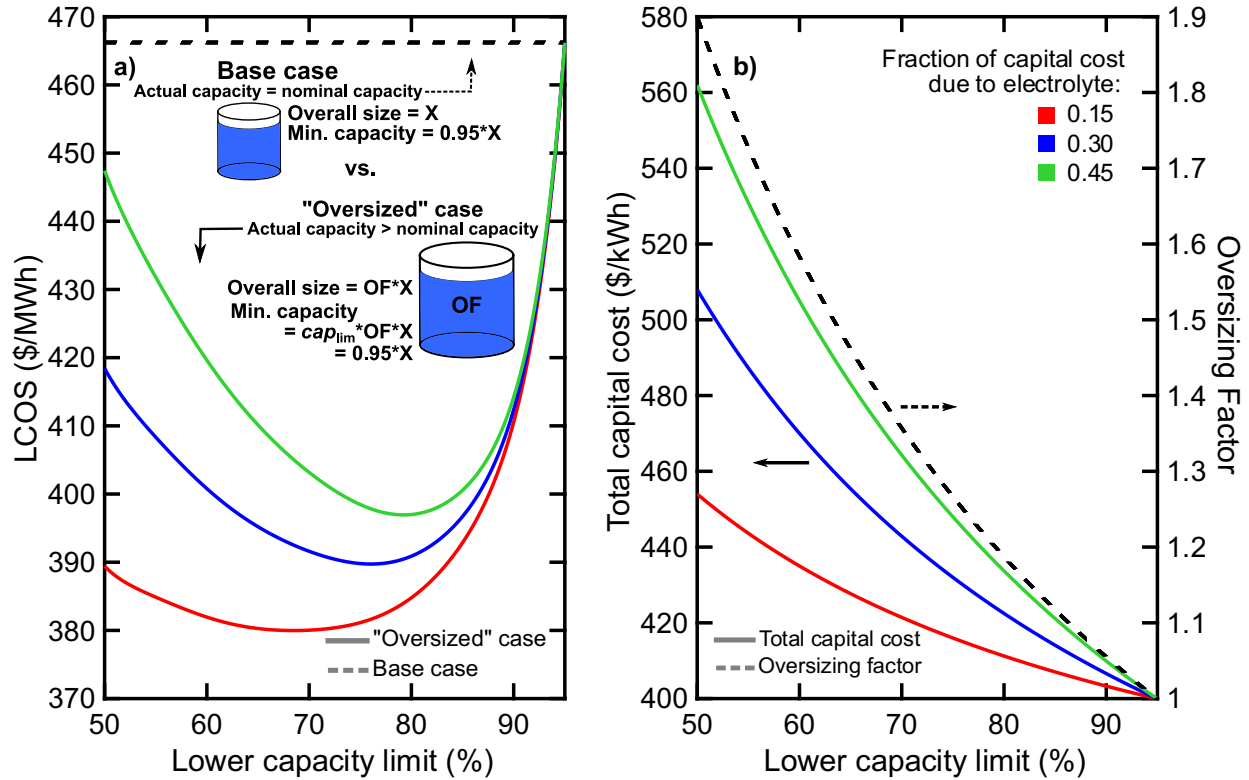 a)
Base case
Actual capacity = nominal capacity
Overall size = X
Min. capacity = 0.95*X
vs.
"Oversized" case
Actual capacity > nominal capacity
Overall size = OF*X
Min. capacity
= cap_lim*OF*X
= 0.95*X
OF
"Oversized" case
Base case
470
460
450
440
430
420
410
400
390
380
370
LCOS ($/MWh)
50 60 70 80 90
Lower capacity limit (%)
b)
Fraction of capital cost
due to electrolyte:
0.15
0.30
0.45
Total capital cost
Oversizing factor
580
560
540
520
500
480
460
440
420
400
Total capital cost ($/kWh)
1.9
1.8
1.7
1.6
1.5
1.4
1.3
1.2
1.1
1
Oversizing Factor
50 60 70 80 90
Lower capacity limit (%)